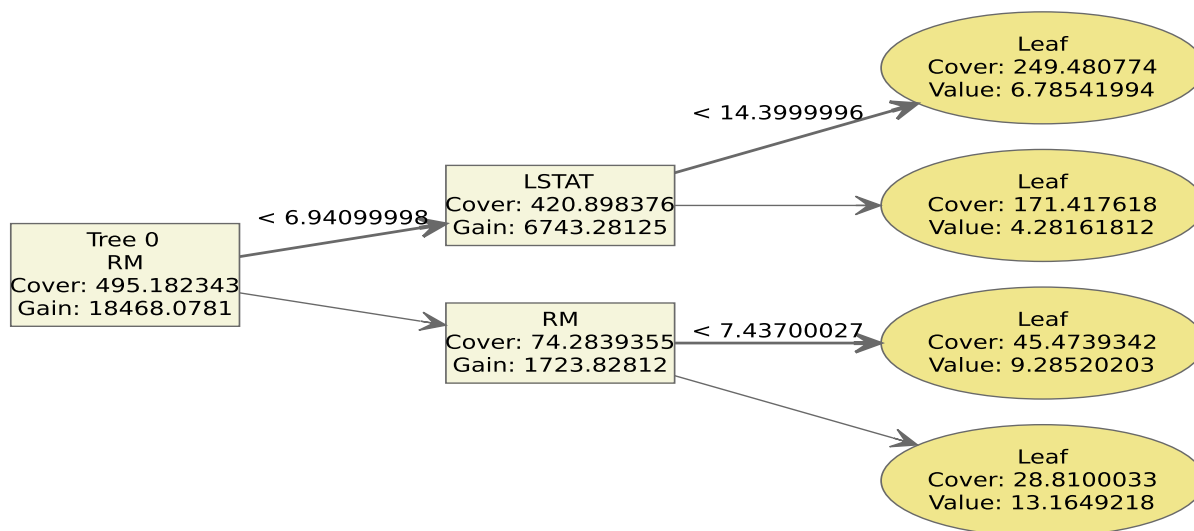 Tree 0
RM
Cover: 495.182343
Gain: 18468.0781
< 6.94099998
LSTAT
Cover: 420.898376
Gain: 6743.28125
RM
Cover: 74.2839355
Gain: 1723.82812
< 14.3999996
< 7.43700027
Leaf
Cover: 249.480774
Value: 6.78541994
Leaf
Cover: 171.417618
Value: 4.28161812
Leaf
Cover: 45.4739342
Value: 9.28520203
Leaf
Cover: 28.8100033
Value: 13.1649218